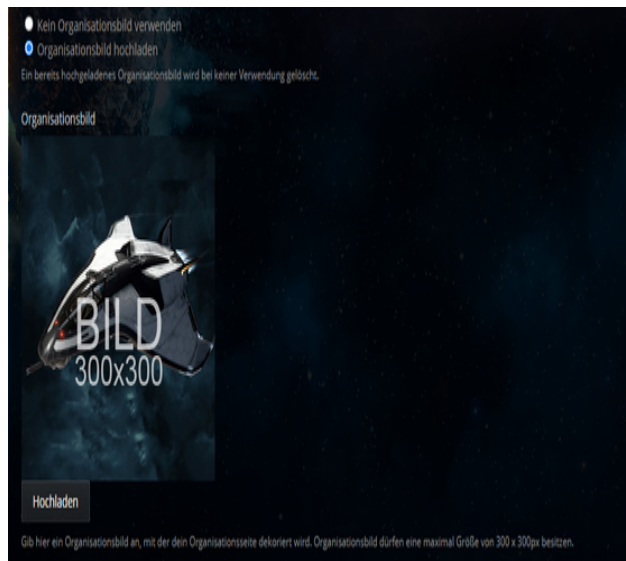 Kein Organisationsbild verwenden
Organisationsbild hochladen
Ein bereits hochgeladenes Organisationsbild wird bei keiner Verwendung gelöscht.
Organisationsbild
BILD
300x300
Hochladen
Gib hier ein Organisationsbild an, mit der dein Organisationsseite dekoriert wird. Organisationsbild dürfen eine maximal Größe von 300 x 300px besitzen.